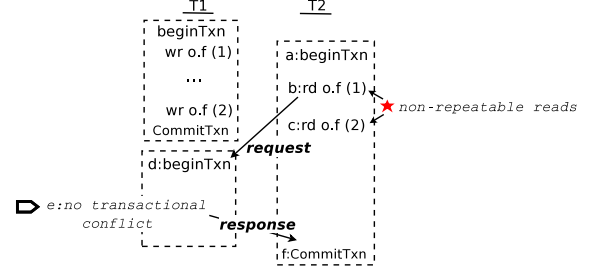 T1
T2
beginTxn
wr o.f (1)
...
wr o.f (2)
CommitTxn
a:beginTxn
b:rd o.f (1)
c:rd o.f (2)
non-repeatable reads
request
d:beginTxn
e:no transactional
conflict
response
f:CommitTxn